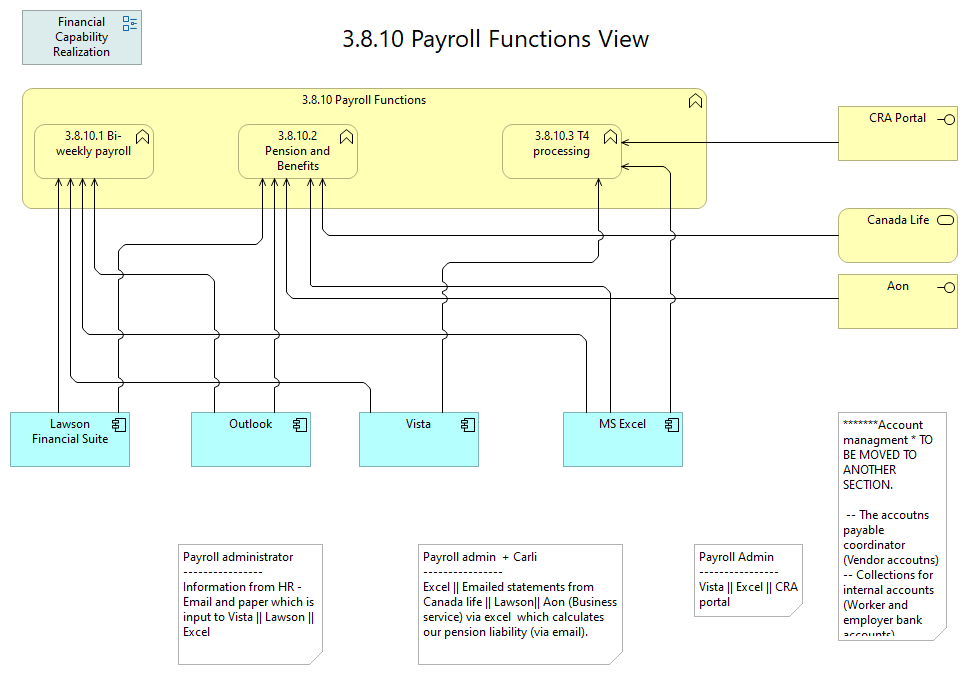 Financial
Capability
Realization
3.8.10 Payroll Functions View
3.8.10 Payroll Functions
3.8.10.1 Bi-
weekly payroll
3.8.10.2
Pension and
Benefits
3.8.10.3 T4
processing
CRA Portal
Canada Life
Aon
Lawson
Financial Suite
Outlook
Vista
MS Excel
*******Account
managment * TO
BE MOVED TO
ANOTHER
SECTION.
-- The accoutns
payable
coordinator
(Vendor accoutns)
-- Collections for
internal accounts
(Worker and
employer bank
accounts)
Payroll administrator
----------------
Information from HR -
Email and paper which is
input to Vista || Lawson ||
Excel
Payroll admin  + Carli
----------------
Excel || Emailed statements from
Canada life || Lawson|| Aon (Business
service) via excel  which calculates
our pension liability (via email).
Payroll Admin
----------------
Vista || Excel || CRA
portal